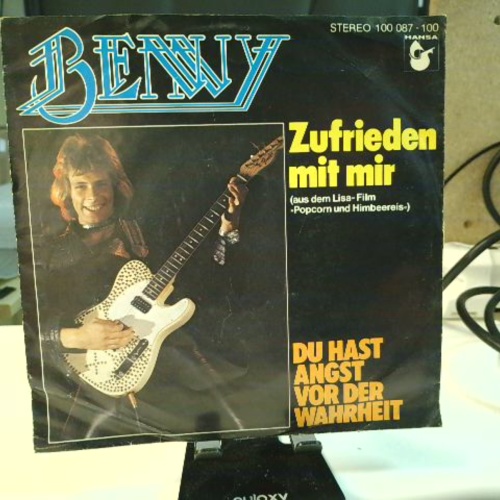 BENNY
STEREO 100 087-100
HANSA
Zufrieden
mit mir
(aus dem Lisa-Film
»Popcorn und Himbeereis«)
DU HAST
ANGST
VOR DER
WAHRHEIT